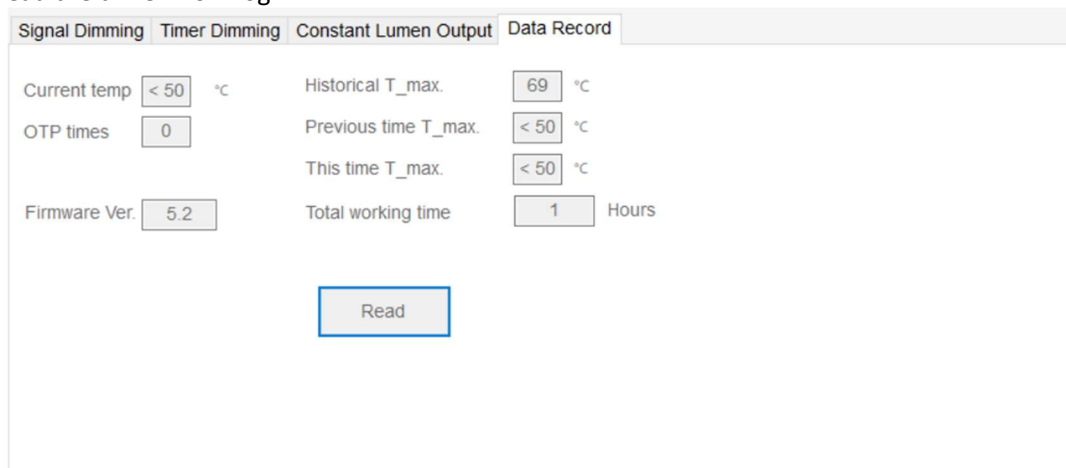 Signal Dimming Timer Dimming Constant Lumen Output Data Record
Current temp < 50 °C Historical T_max. 69 °C
OTP times 0 Previous time T_max. < 50 °C
This time T_max. < 50 °C
Firmware Ver. 5.2 Total working time 1 Hours
Read